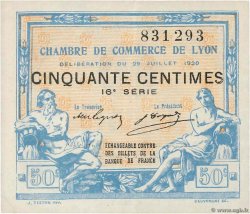 831293
CHAMBRE DE COMMERCE DE LYON
DÉLIBÉRATION DU 29 JUILLET 1920
CINQUANTE CENTIMES
16e SÉRIE
Le Trésorier
Le Président
ÉCHANGEABLE CONTRE
DES BILLETS DE LA
BANQUE DE FRANCE
50c
50c